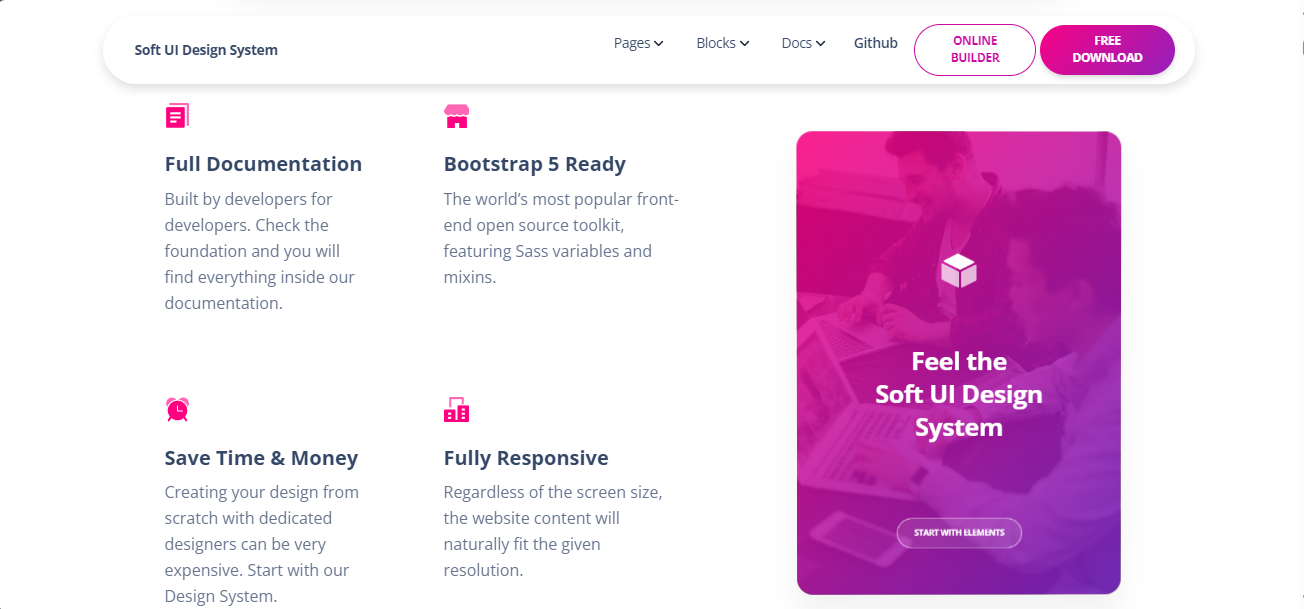 Soft UI Design System
Pages
Blocks
Docs
Github
ONLINE
BUILDER
FREE
DOWNLOAD
Full Documentation
Built by developers for
developers. Check the
foundation and you will
find everything inside our
documentation.
Bootstrap 5 Ready
The world’s most popular front-
end open source toolkit,
featuring Sass variables and
mixins.
Save Time & Money
Creating your design from
scratch with dedicated
designers can be very
expensive. Start with our
Design System.
Fully Responsive
Regardless of the screen size,
the website content will
naturally fit the given
resolution.
Feel the
Soft UI Design
System
START WITH ELEMENTS